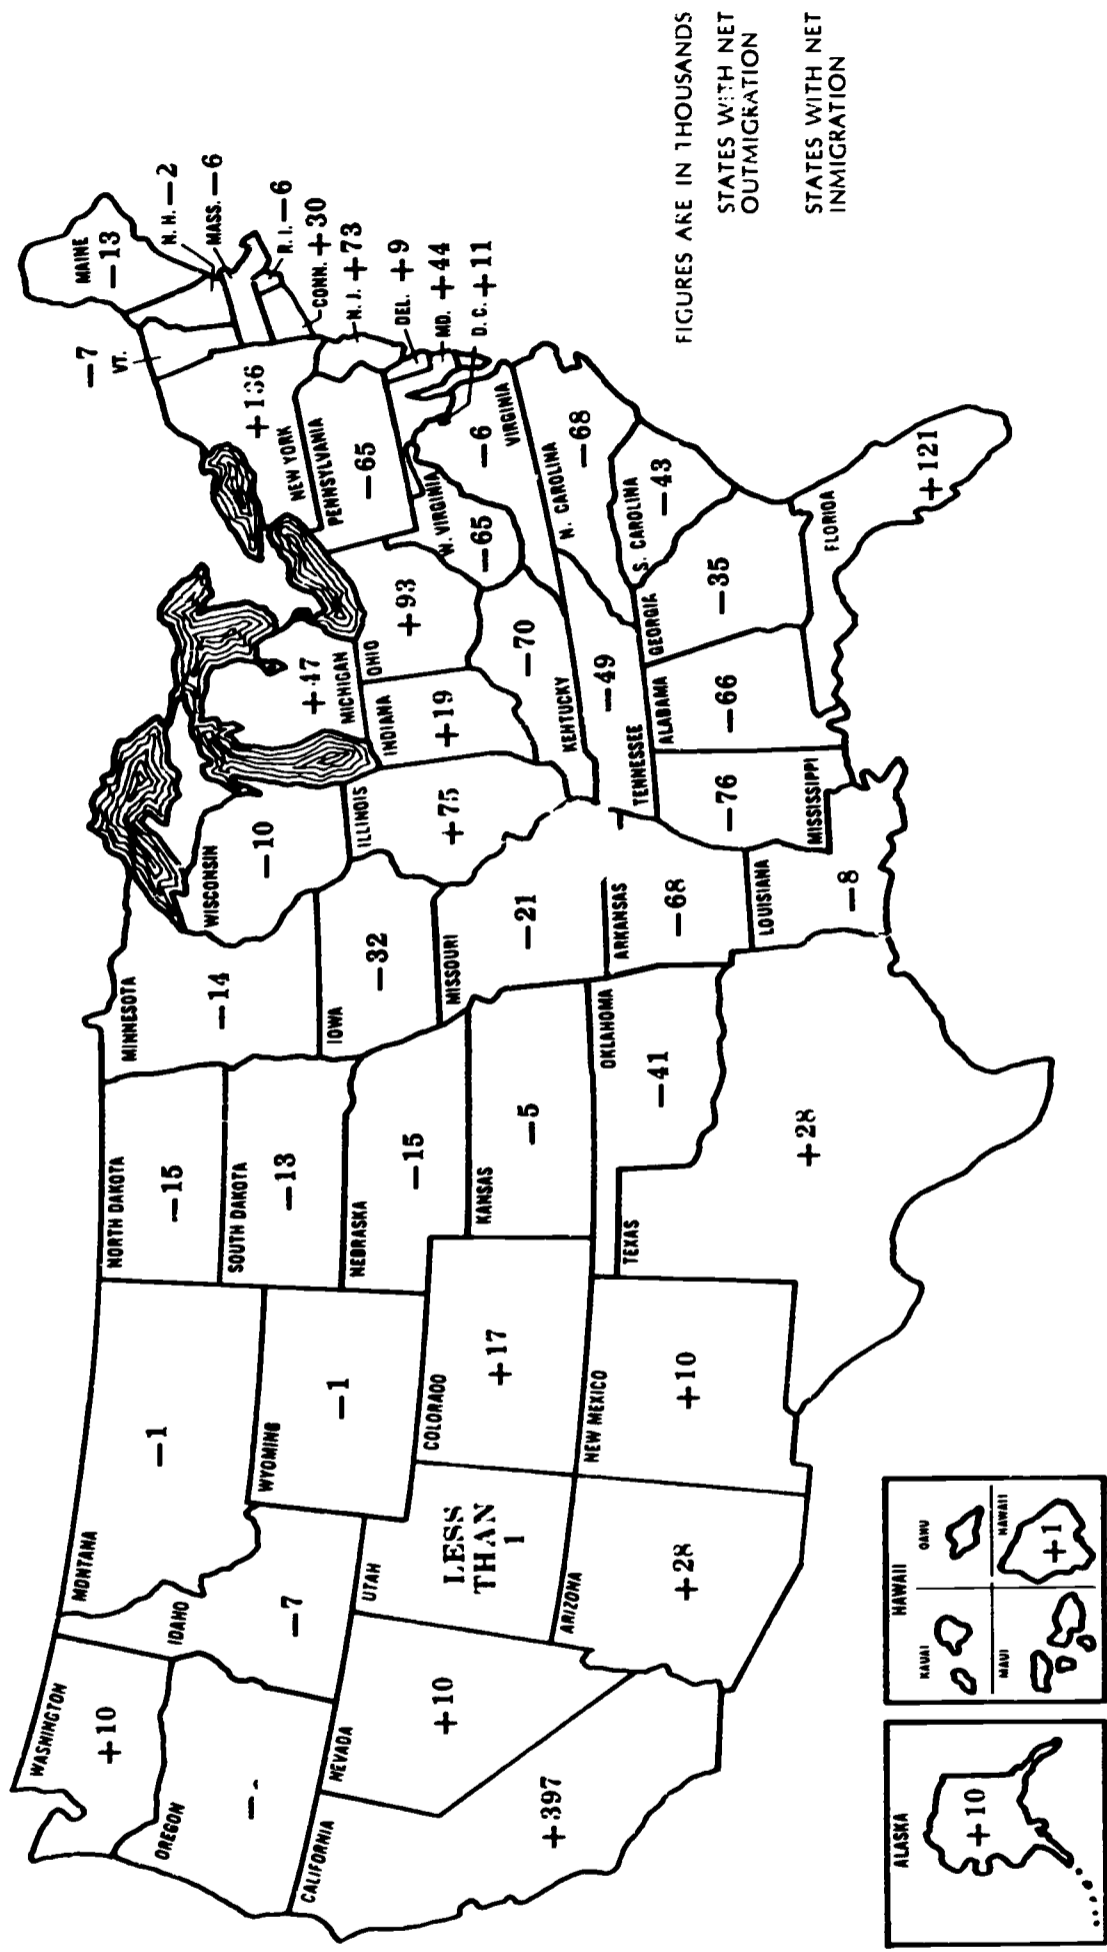 WASHINGTON
+10
OREGON
CALIFORNIA
+397
NEVADA
+10
IDAHO
−7
MONTANA
−1
WYOMING
−1
UTAH
LESS
THAN
1
ARIZONA
+28
COLORADO
+17
NEW MEXICO
+10
NORTH DAKOTA
−15
SOUTH DAKOTA
−13
NEBRASKA
−15
KANSAS
−5
OKLAHOMA
−41
TEXAS
+28
MINNESOTA
−14
IOWA
−32
MISSOURI
−21
ARKANSAS
−68
LOUISIANA
−8
WISCONSIN
−10
ILLINOIS
+75
MICHIGAN
+47
INDIANA
+19
OHIO
+93
KENTUCKY
−70
TENNESSEE
−49
MISSISSIPPI
−76
ALABAMA
−66
GEORGIA
−35
FLORIDA
+121
S. CAROLINA
−43
N. CAROLINA
−68
VIRGINIA
−6
W. VIRGINIA
−65
PENNSYLVANIA
−65
NEW YORK
VT.
−7
MAINE
−13
N. H. −2
MASS. −6
R. I. −6
CONN. +30
N. J. +73
DEL. +9
MD. +44
D. C. +11
FIGURES ARE IN THOUSANDS
STATES WITH NET
OUTMIGRATION
STATES WITH NET
INMIGRATION
ALASKA
+10
HAWAII
KAUAI
OAHU
MAUI
HAWAII
+1